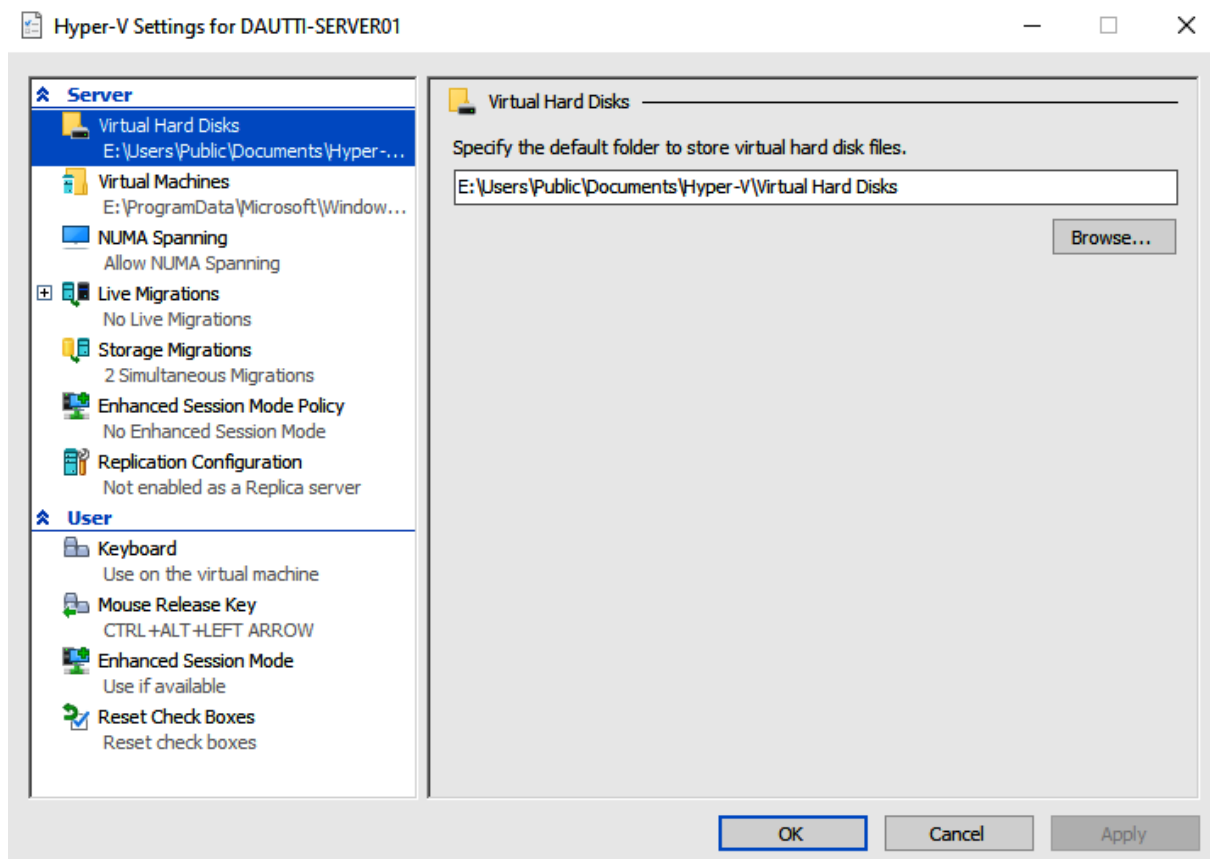 Hyper-V Settings for DAUTTI-SERVER01
Server
Virtual Hard Disks
E:\Users\Public\Documents\Hyper-...
Virtual Machines
E:\ProgramData\Microsoft\Window...
NUMA Spanning
Allow NUMA Spanning
Live Migrations
No Live Migrations
Storage Migrations
2 Simultaneous Migrations
Enhanced Session Mode Policy
No Enhanced Session Mode
Replication Configuration
Not enabled as a Replica server
User
Keyboard
Use on the virtual machine
Mouse Release Key
CTRL+ALT+LEFT ARROW
Enhanced Session Mode
Use if available
Reset Check Boxes
Reset check boxes
Virtual Hard Disks
Specify the default folder to store virtual hard disk files.
E:\Users\Public\Documents\Hyper-V\Virtual Hard Disks
Browse...
OK
Cancel
Apply